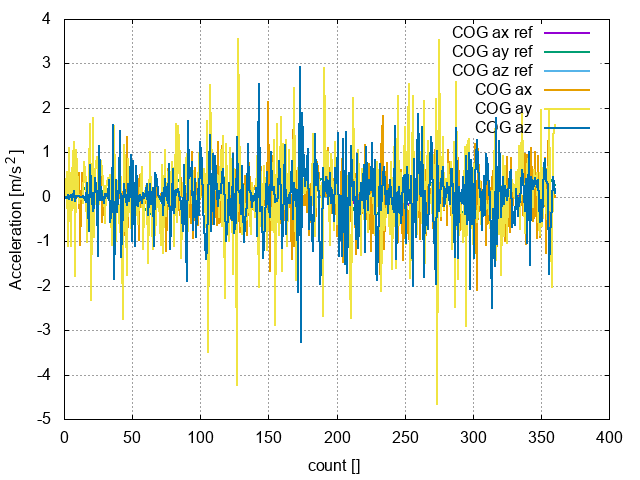 4
3
2
1
0
-1
-2
-3
-4
-5
Acceleration [m/s²]
COG ax ref
COG ay ref
COG az ref
COG ax
COG ay
COG az
0 50 100 150 200 250 300 350 400
count []